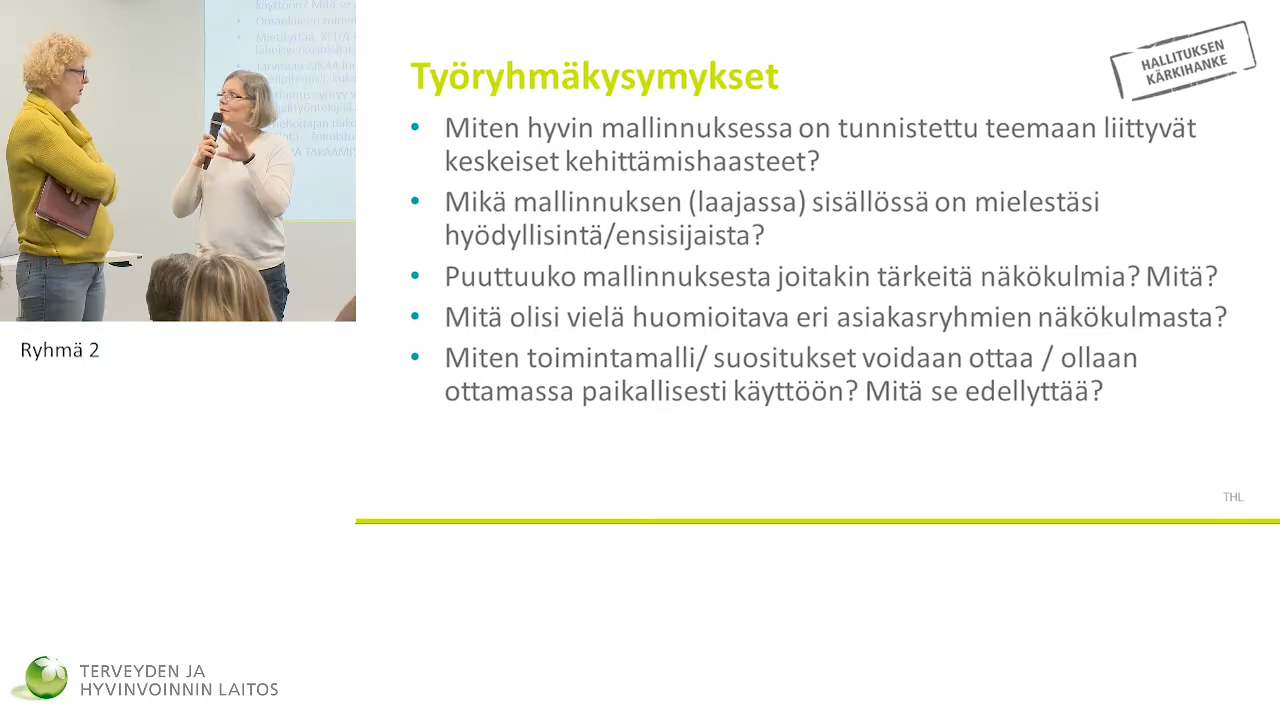 Työryhmäkysymykset
HALLITUKSEN
KÄRKIHANKE
• Miten hyvin mallinnuksessa on tunnistettu teemaan liittyvät
keskeiset kehittämishaasteet?
• Mikä mallinnuksen (laajassa) sisällössä on mielestäsi
hyödyllisintä/ensisijaista?
• Puuttuuko mallinnuksesta joitakin tärkeitä näkökulmia? Mitä?
• Mitä olisi vielä huomioitava eri asiakasryhmien näkökulmasta?
• Miten toimintamalli/ suositukset voidaan ottaa / ollaan
ottamassa paikallisesti käyttöön? Mitä se edellyttää?
THL
Ryhmä 2
TERVEYDEN JA
HYVINVOINNIN LAITOS